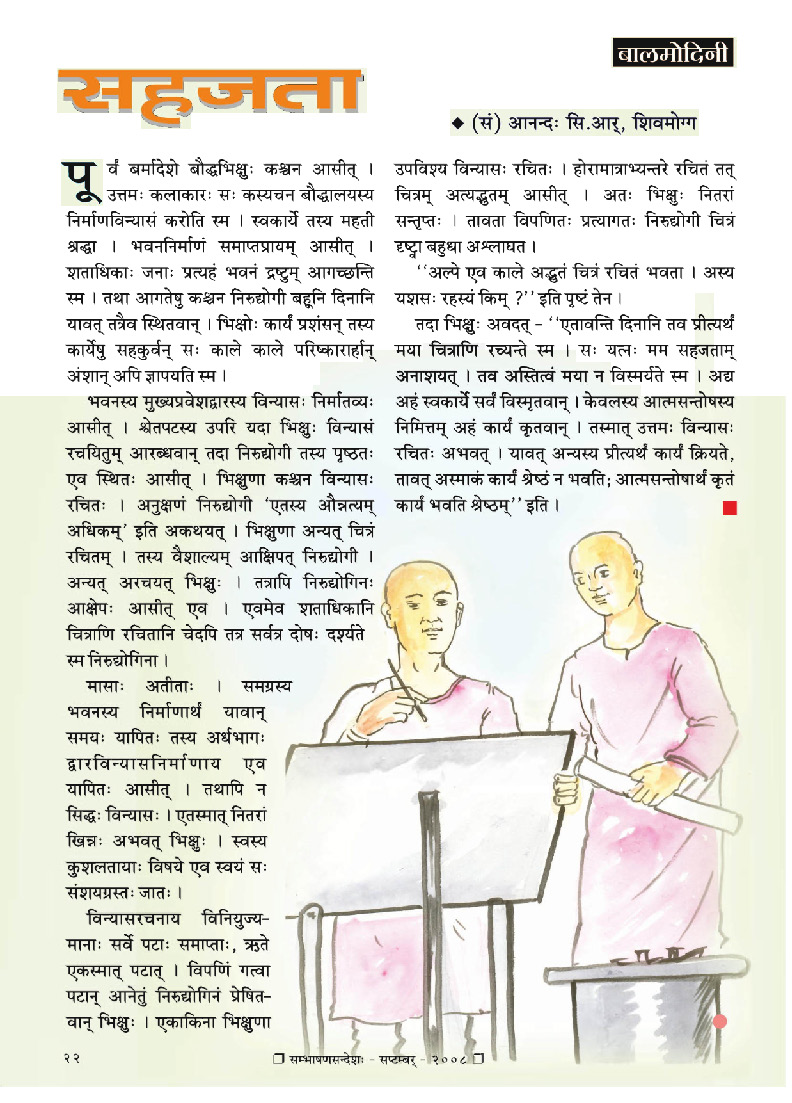 बालमोदिनी
सहजता
◆ (सं) आनन्दः सि.आर्, शिवमोग्ग
पूर्वं बर्मादेशे बौद्धभिक्षुः कश्चन आसीत् ।
उत्तमः कलाकारः सः कस्यचन बौद्धालयस्य
निर्माणविन्यासं करोति स्म । स्वकार्ये तस्य महती
श्रद्धा । भवननिर्माणं समाप्तप्रायम् आसीत् ।
शताधिकाः जनाः प्रत्यहं भवनं द्रष्टुम् आगच्छन्ति
स्म । तथा आगतेषु कश्चन निरुद्योगी बहूनि दिनानि
यावत् तत्रैव स्थितवान् । भिक्षोः कार्यं प्रशंसन् तस्य
कार्येषु सहकुर्वन् सः काले काले परिष्कारार्हान्
अंशान् अपि ज्ञापयति स्म ।
भवनस्य मुख्यप्रवेशद्वारस्य विन्यासः निर्मातव्यः
आसीत् । श्वेतपटस्य उपरि यदा भिक्षुः विन्यासं
रचयितुम् आरब्धवान् तदा निरुद्योगी तस्य पृष्ठतः
एव स्थितः आसीत् । भिक्षुणा कश्चन विन्यासः
रचितः । अनुक्षणं निरुद्योगी ‘एतस्य औन्नत्यम्
अधिकम्’ इति अकथयत् । भिक्षुणा अन्यत् चित्रं
रचितम् । तस्य वैशाल्यम् आक्षिपत् निरुद्योगी ।
अन्यत् अरचयत् भिक्षुः । तत्रापि निरुद्योगिनः
आक्षेपः आसीत् एव । एवमेव शताधिकानि
चित्राणि रचितानि चेदपि तत्र सर्वत्र दोषः दर्श्यते
स्म निरुद्योगिना ।
मासाः अतीताः । समग्रस्य
भवनस्य निर्माणार्थं यावान्
समयः यापितः तस्य अर्धभागः
द्वारविन्यासनिर्माणाय एव
यापितः आसीत् । तथापि न
सिद्धः विन्यासः । एतस्मात् नितरां
खिन्नः अभवत् भिक्षुः । स्वस्य
कुशलतायाः विषये एव स्वयं सः
संशयग्रस्तः जातः ।
विन्यासरचनाय विनियुज्य-
मानाः सर्वे पटाः समाप्ताः, ऋते
एकस्मात् पटात् । विपणिं गत्वा
पटान् आनेतुं निरुद्योगिनं प्रेषित-
वान् भिक्षुः । एकाकिना भिक्षुणा
उपविश्य विन्यासः रचितः । होरामात्राभ्यन्तरे रचितं तत्
चित्रम् अत्यद्भुतम् आसीत् । अतः भिक्षुः नितरां
सन्तृप्तः । तावता विपणितः प्रत्यागतः निरुद्योगी चित्रं
दृष्ट्वा बहुधा अश्लाघत ।
‘‘अल्पे एव काले अद्भुतं चित्रं रचितं भवता । अस्य
यशसः रहस्यं किम् ?’’ इति पृष्टं तेन ।
तदा भिक्षुः अवदत् - ‘‘एतावन्ति दिनानि तव प्रीत्यर्थं
मया चित्राणि रच्यन्ते स्म । सः यत्नः मम सहजताम्
अनाशयत् । तव अस्तित्वं मया न विस्मर्यते स्म । अद्य
अहं स्वकार्ये सर्वं विस्मृतवान् । केवलस्य आत्मसन्तोषस्य
निमित्तम् अहं कार्यं कृतवान् । तस्मात् उत्तमः विन्यासः
रचितः अभवत् । यावत् अन्यस्य प्रीत्यर्थं कार्यं क्रियते,
तावत् अस्माकं कार्यं श्रेष्ठं न भवति; आत्मसन्तोषार्थं कृतं
कार्यं भवति श्रेष्ठम्’’ इति ।
२२
❒ सम्भाषणसन्देशः - सप्टम्बर् - २००८ ❒